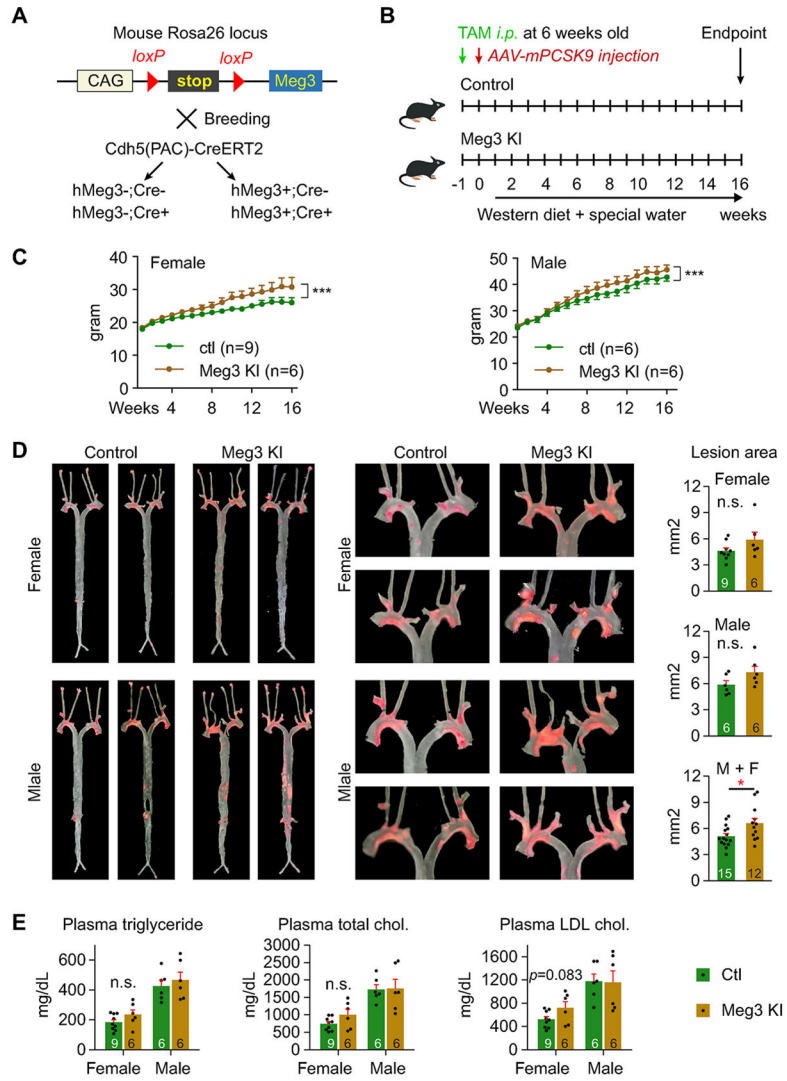 A
Mouse Rosa26 locus
loxP loxP
CAG stop Meg3
Breeding
Cdh5(PAC)-CreERT2
hMeg3-;Cre- hMeg3+;Cre-
hMeg3-;Cre+ hMeg3+;Cre+
B
TAM i.p. at 6 weeks old Endpoint
AAV-mPCSK9 injection
Control
Meg3 KI
-1 0 2 4 6 8 10 12 14 16
Western diet + special water weeks
C
Female
gram
40
30
20
10
0
***
ctl (n=9)
Meg3 KI (n=6)
Weeks 4 8 12 16
Male
gram
50
40
30
20
10
0
***
ctl (n=6)
Meg3 KI (n=6)
Weeks 4 8 12 16
D
Control Meg3 KI Control Meg3 KI Lesion area
Female
Mlale
Female
Mlale
Female
n.s.
mm2
12
9
6
3
0
9 6
Male
n.s.
mm2
12
9
6
3
0
6 6
M + F
*
mm2
12
9
6
3
0
15 12
E
Plasma triglyceride
mg/dL
600
400
200
0
n.s.
9 6 6 6
Female Male
Plasma total chol.
mg/dL
3000
2500
2000
1500
1000
500
0
n.s.
9 6 6 6
Female Male
Plasma LDL chol.
mg/dL
1600
1200
800
400
0
p=0.083
9 6 6 6
Female Male
Ctl
Meg3 KI